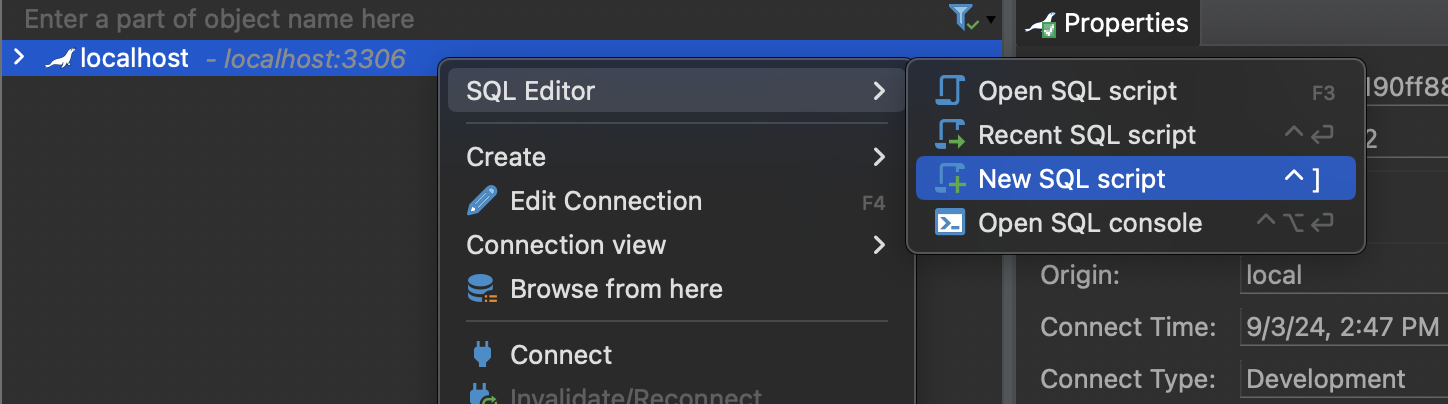 Enter a part of object name here
localhost - localhost:3306
SQL Editor
Create
Edit Connection F4
Connection view
Browse from here
Connect
Invalidate/Reconnect
Open SQL script F3
Recent SQL script ^ ⏎
New SQL script ^ ]
Open SQL console ^ ⌥ ⏎
Properties
190ff88
2
Origin: local
Connect Time: 9/3/24, 2:47 PM
Connect Type: Development